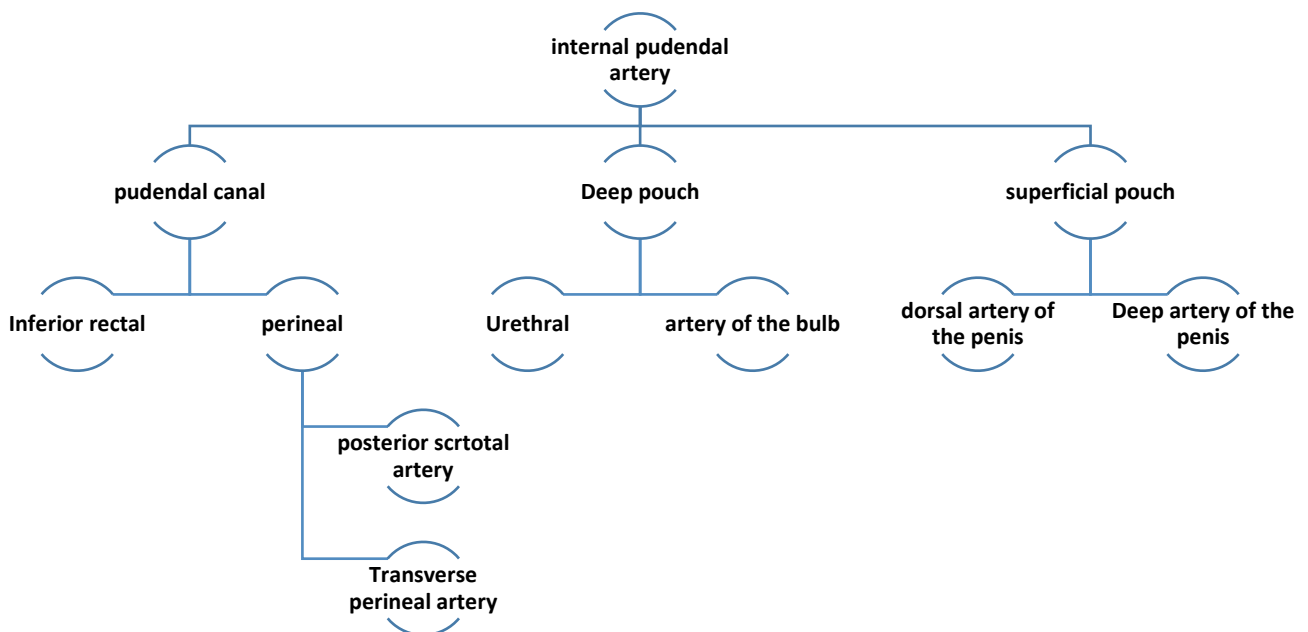 internal pudendal
artery
pudendal canal
Deep pouch
superficial pouch
Inferior rectal
perineal
Urethral
artery of the bulb
dorsal artery of
the penis
Deep artery of the
penis
posterior scrtotal
artery
Transverse
perineal artery